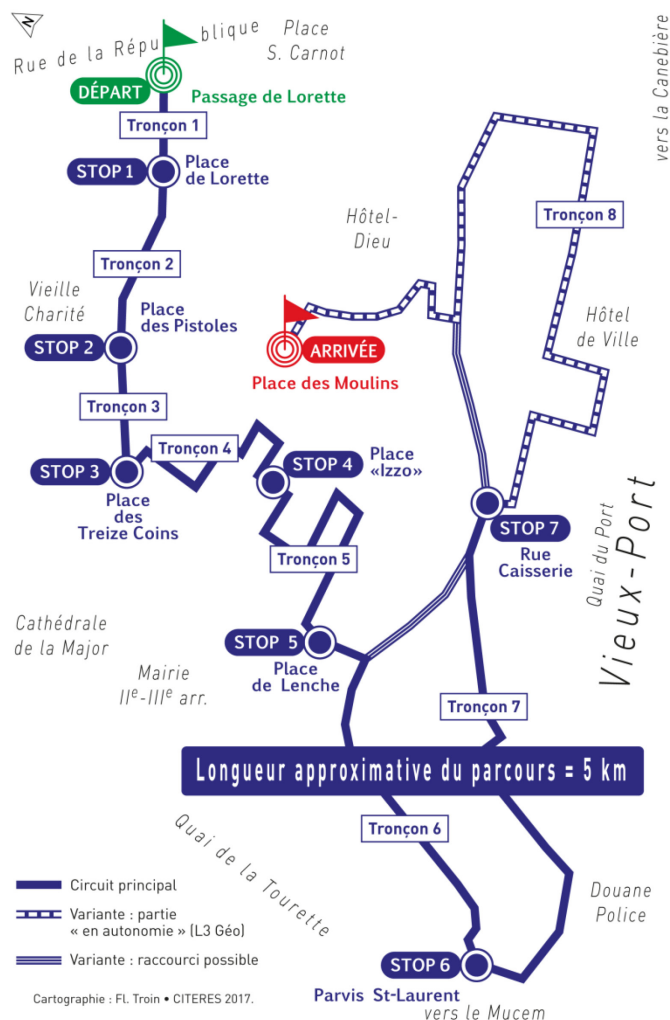 N
Rue de la République
Place
S. Carnot
vers la Canebière
DÉPART
Passage de Lorette
Tronçon 1
STOP 1
Place
de Lorette
Tronçon 8
Hôtel-
Dieu
Tronçon 2
Vieille
Charité
Place
des Pistoles
Hôtel
de Ville
STOP 2
ARRIVÉE
Place des Moulins
Tronçon 3
Tronçon 4
STOP 3
STOP 4
Place
«Izzo»
Place
des
Treize Coins
STOP 7
Rue
Caisserie
Quai du Port
Vieux-Port
Tronçon 5
Cathédrale
de la Major
STOP 5
Place
de Lenche
Mairie
IIe-IIIe arr.
Tronçon 7
Longueur approximative du parcours = 5 km
Tronçon 6
Quai de la Tourette
Circuit principal
Variante : partie
« en autonomie » (L3 Géo)
Variante : raccourci possible
Douane
Police
STOP 6
Parvis St-Laurent
vers le Mucem
Cartographie : Fl. Troin • CITERES 2017.